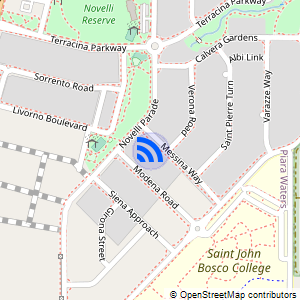 Novelli
Reserve
Terracina Parkway
Terracina Parkway
Calvera Gardens
Albi Link
Sorrento Road
Livorno Boulevard
Novelli Parade
Verona Road
Saint Pierre Turn
Varazze Way
Messina Way
Modena Road
Siena Approach
Girona Street
Piara Waters
Saint John
Bosco College
© OpenStreetMap